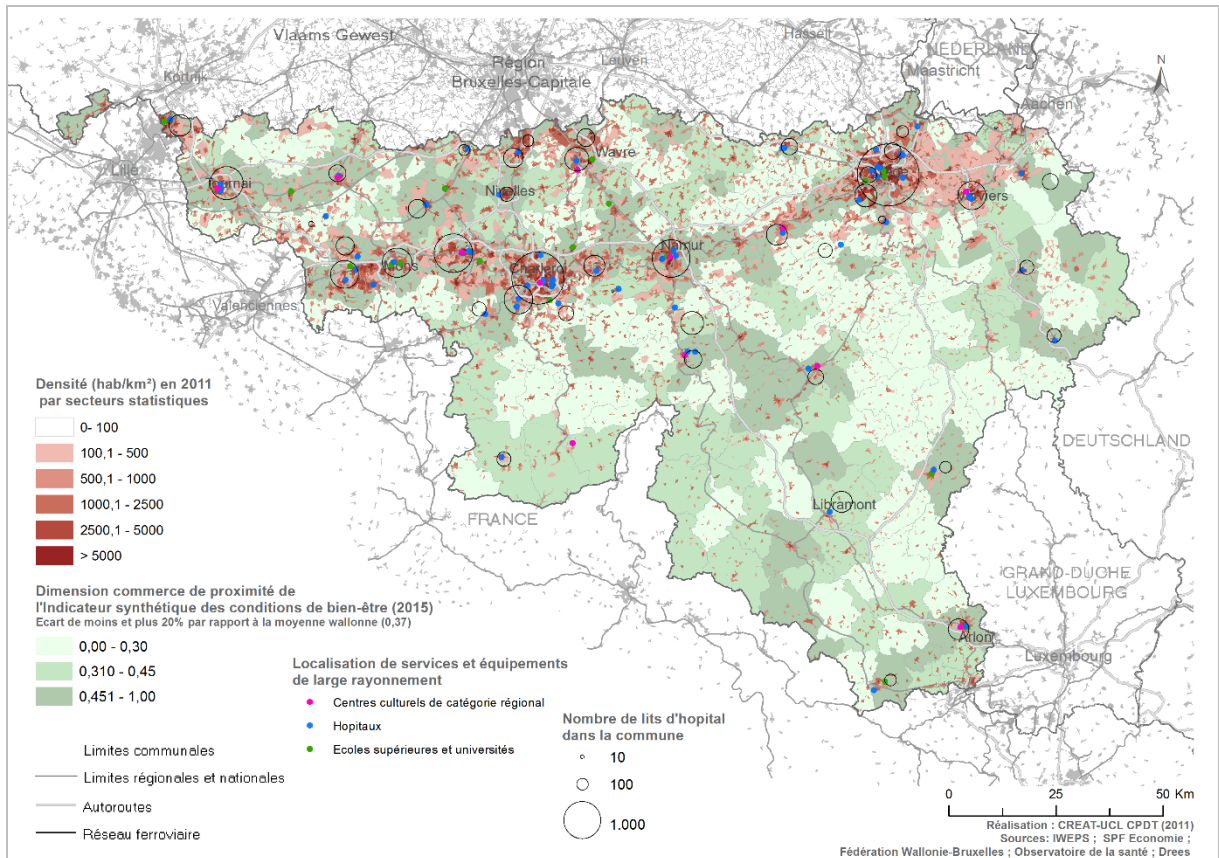 Vlaams Gewest
Hasselt
NEDERLAND
Région
Bruxelles-Capitale
Leuven
Maastricht
Kortrijk
N
Aachen
Wavre
Lille
Tournai
Nivelles
Verviers
Mons
Charleroi
Namur
Valenciennes
Densité (hab/km²) en 2011
par secteurs statistiques
0- 100
100,1 - 500
500,1 - 1000
1000,1 - 2500
2500,1 - 5000
> 5000
DEUTSCHLAND
Libramont
FRANCE
GRAND-DUCHE
LUXEMBOURG
Arlon
Luxembourg
Dimension commerce de proximité de
l'Indicateur synthétique des conditions de bien-être (2015)
Ecart de moins et plus 20% par rapport à la moyenne wallonne (0,37)
0,00 - 0,30
0,310 - 0,45
0,451 - 1,00
Limites communales
Limites régionales et nationales
Autoroutes
Réseau ferroviaire
Localisation de services et équipements
de large rayonnement
Centres culturels de catégorie régional
Hopitaux
Ecoles supérieures et universités
Nombre de lits d'hopital
dans la commune
10
100
1.000
0 25 50 Km
Réalisation : CREAT-UCL CPDT (2011)
Sources: IWEPS ; SPF Economie ;
Fédération Wallonie-Bruxelles ; Observatoire de la santé ; Drees